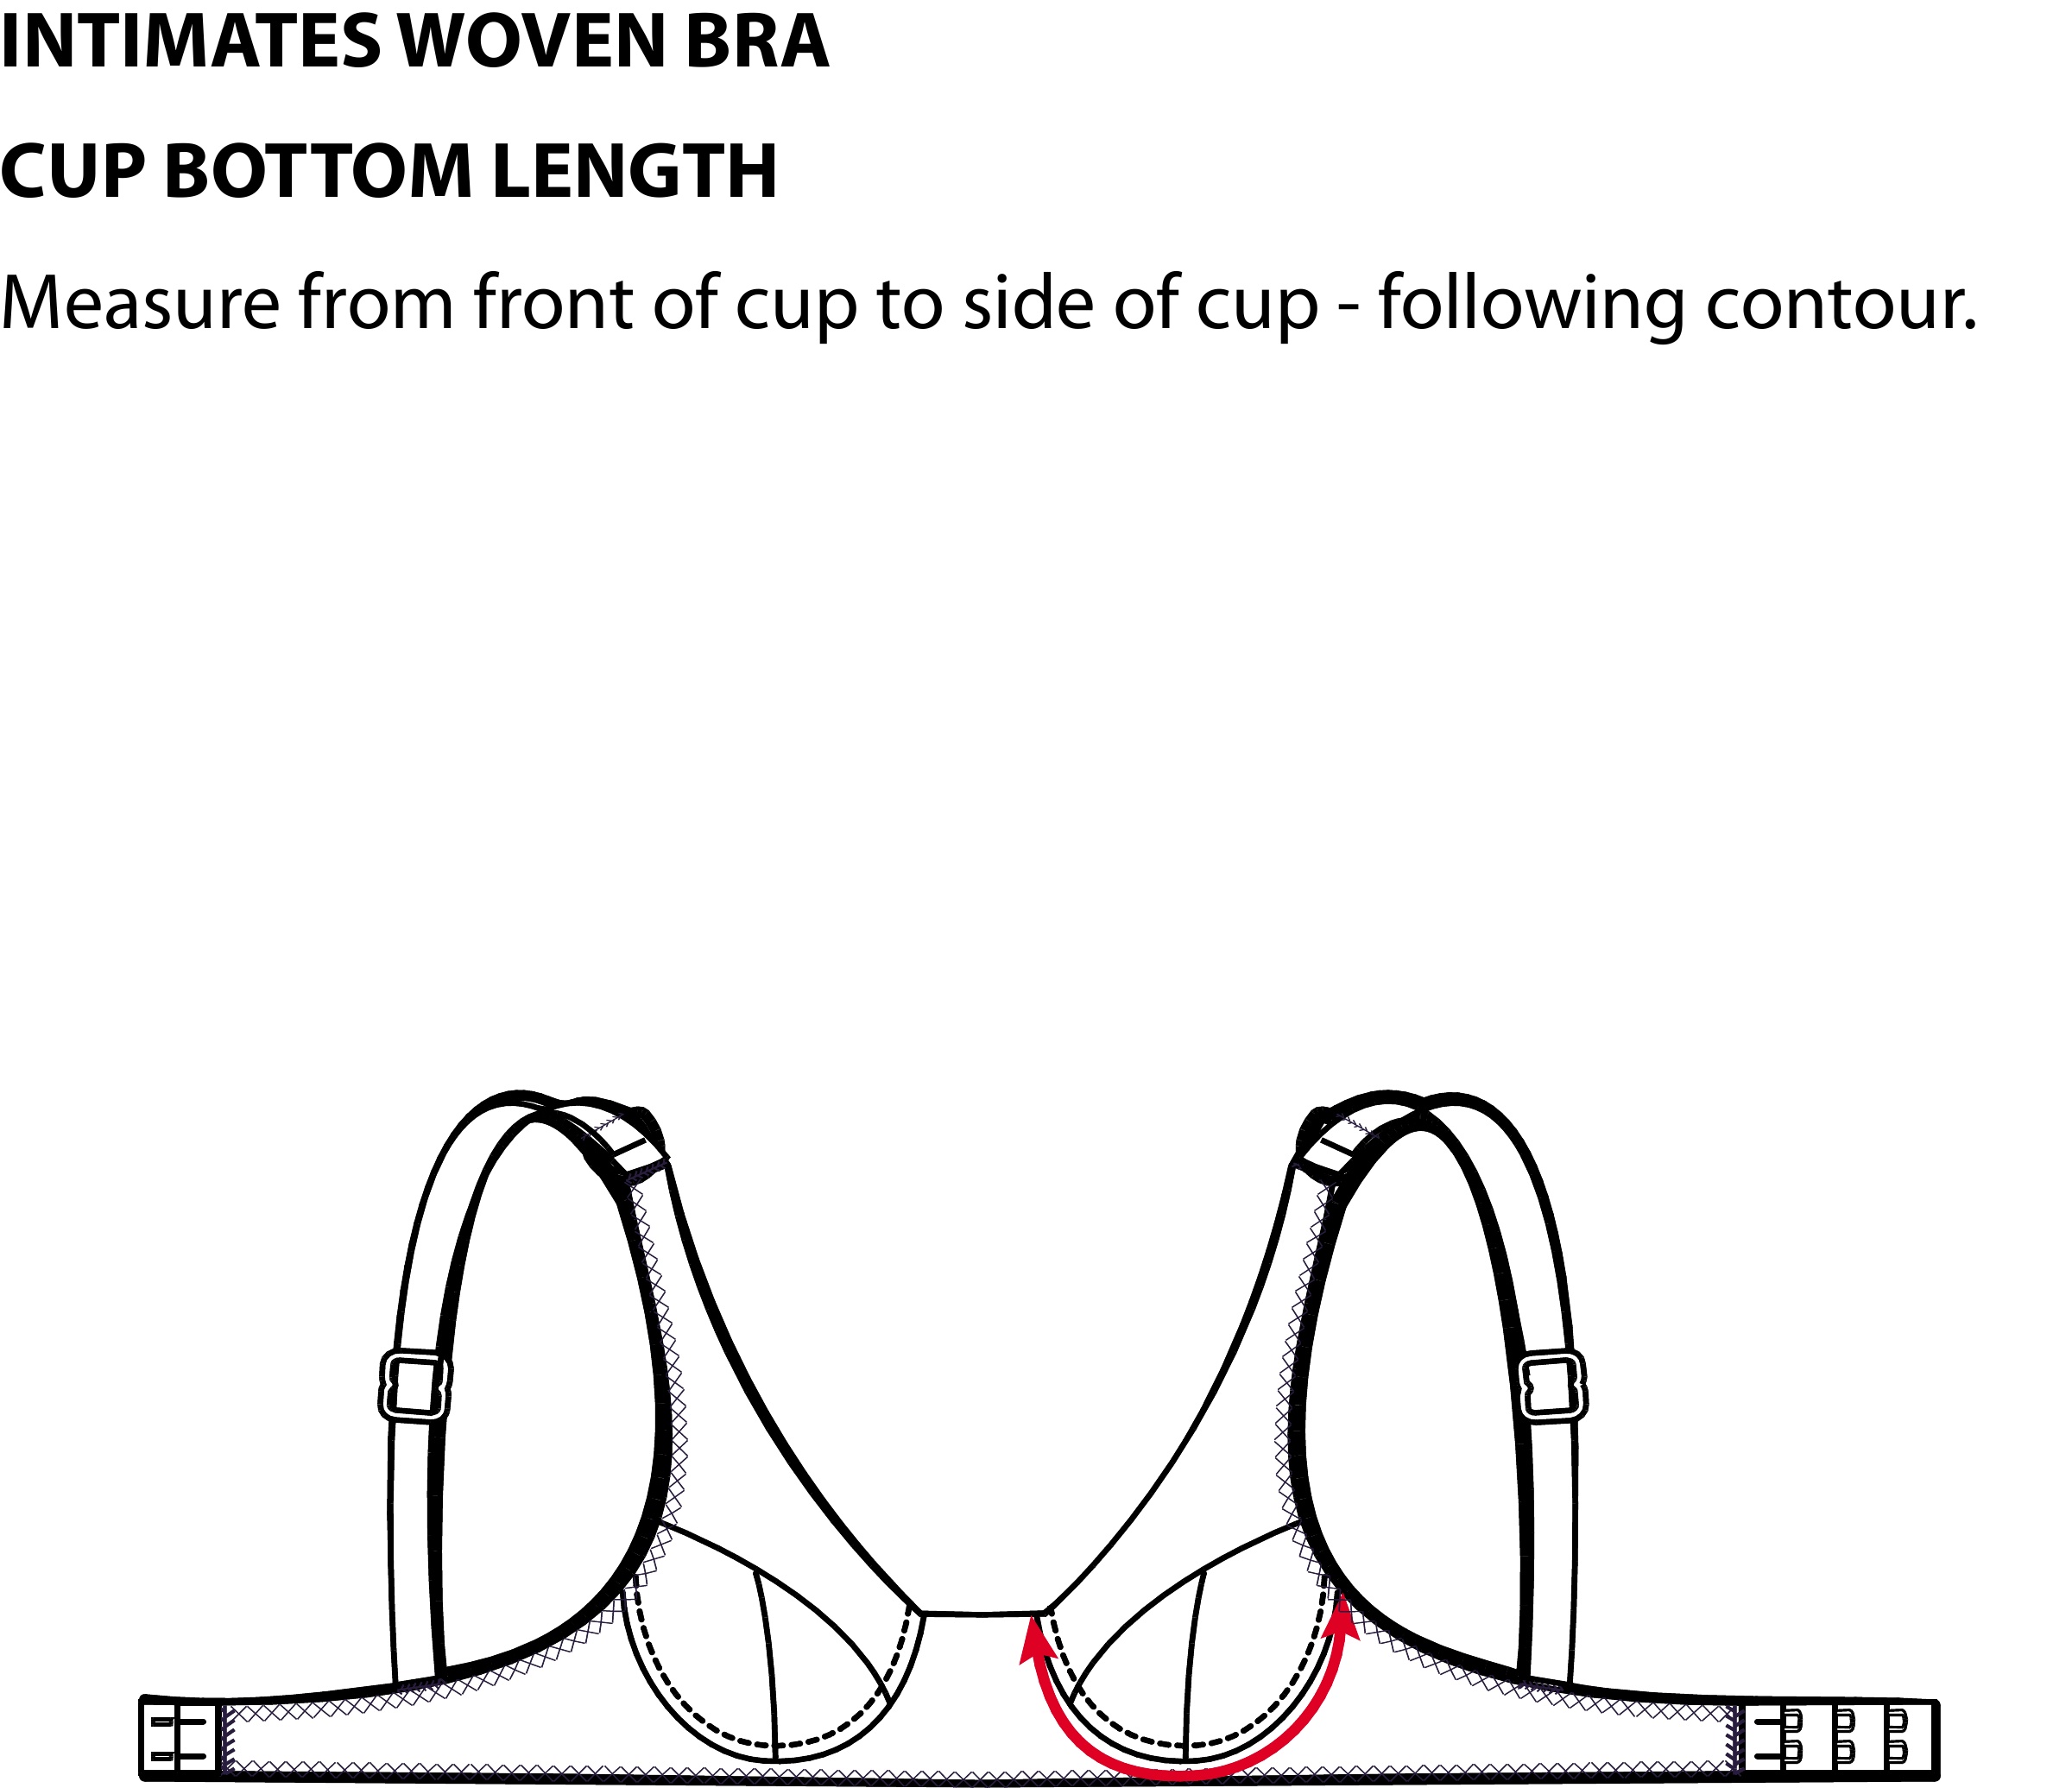 INTIMATES WOVEN BRA
CUP BOTTOM LENGTH
Measure from front of cup to side of cup - following contour.